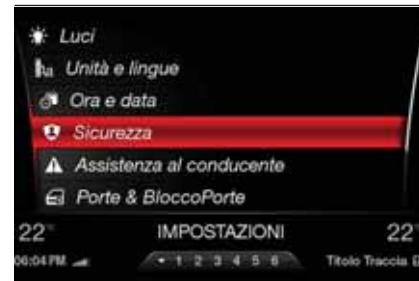 Luci
Unità e lingue
Ora e data
Sicurezza
Assistenza al conducente
Porte & BloccoPorte
22° IMPOSTAZIONI 22°
06:04 PM • 1 2 3 4 5 6 Titolo Traccia